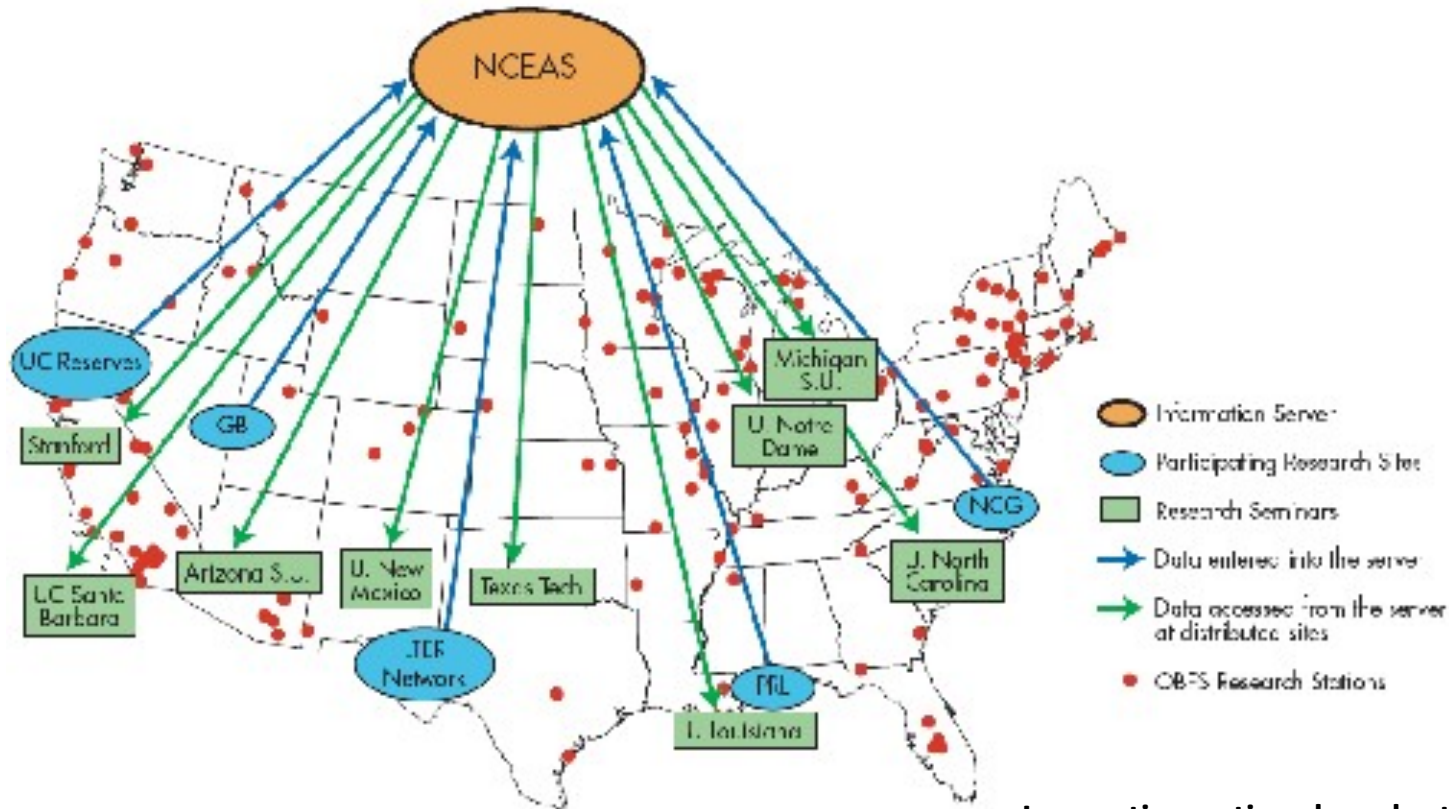 NCEAS
UC Reserves
Stanford
GB
UC Santa
Barbara
Arizona S.U.
U. New
Mexico
Texas Tech
LTER
Network
U. Louisiana
PRL
Michigan
S.U.
U. Notre
Dame
U. North
Carolina
NCG
Information Server
Participating Research Sites
Research Seminars
Data entered into the server
Data accessed from the server
at distributed sites
OBFS Research Stations